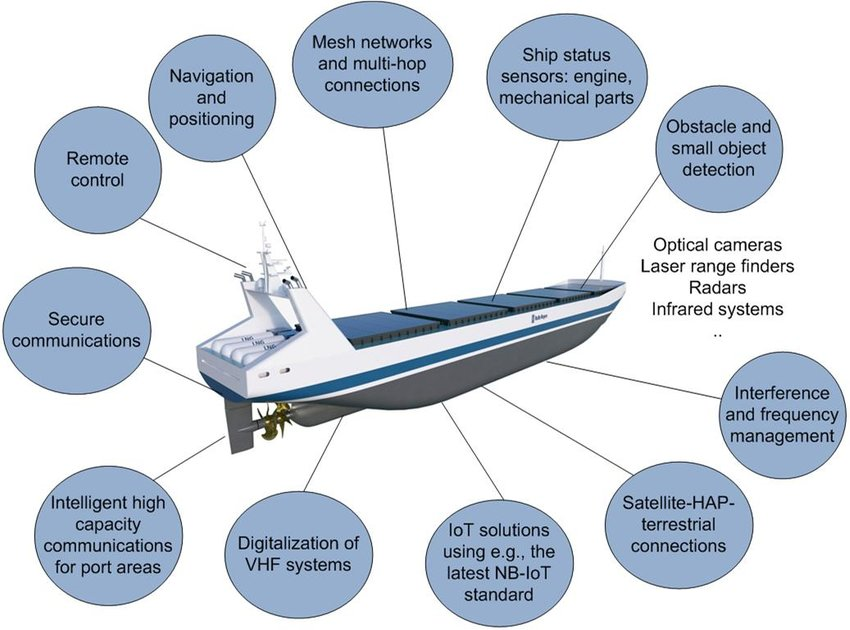 Mesh networks
and multi-hop
connections
Ship status
sensors: engine,
mechanical parts
Navigation
and
positioning
Obstacle and
small object
detection
Remote
control
Optical cameras
Laser range finders
Radars
Infrared systems
..
Secure
communications
LNG
LNG
Interference
and frequency
management
Intelligent high
capacity
communications
for port areas
Digitalization of
VHF systems
IoT solutions
using e.g., the
latest NB-IoT
standard
Satellite-HAP-
terrestrial
connections